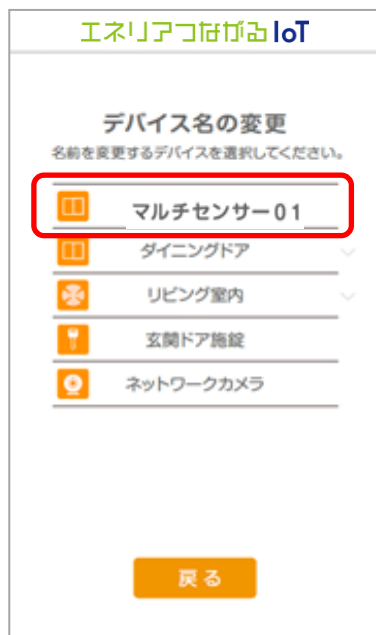 エネリアつながるIoT
デバイス名の変更
名前を変更するデバイスを選択してください。
マルチセンサー01
ダイニングドア
リビング室内
玄関ドア施錠
ネットワークカメラ
戻る